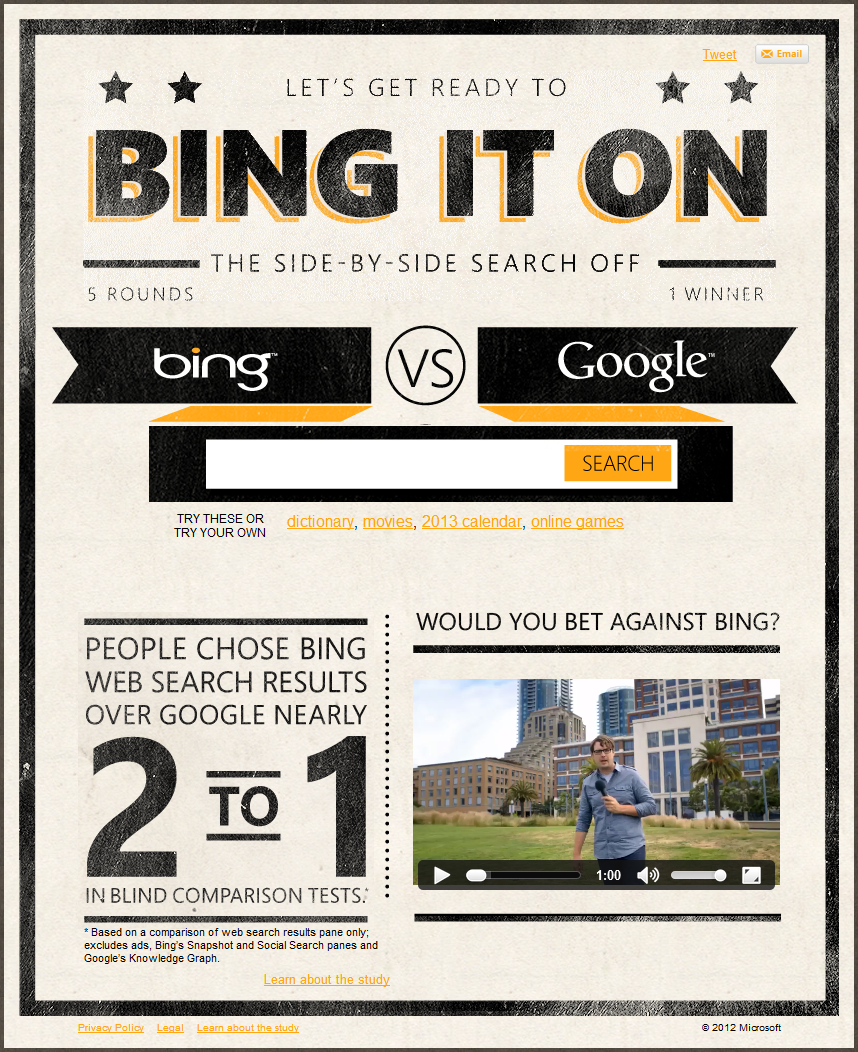 Tweet
Email
LET'S GET READY TO
BING IT ON
THE SIDE-BY-SIDE SEARCH OFF
5 ROUNDS
1 WINNER
bing™
VS
Google™
SEARCH
TRY THESE OR
TRY YOUR OWN
dictionary, movies, 2013 calendar, online games
PEOPLE CHOSE BING
WEB SEARCH RESULTS
OVER GOOGLE NEARLY
2 TO 1
IN BLIND COMPARISON TESTS.*
* Based on a comparison of web search results pane only;
excludes ads, Bing's Snapshot and Social Search panes and
Google's Knowledge Graph.
Learn about the study
WOULD YOU BET AGAINST BING?
1:00
Privacy Policy Legal Learn about the study
© 2012 Microsoft